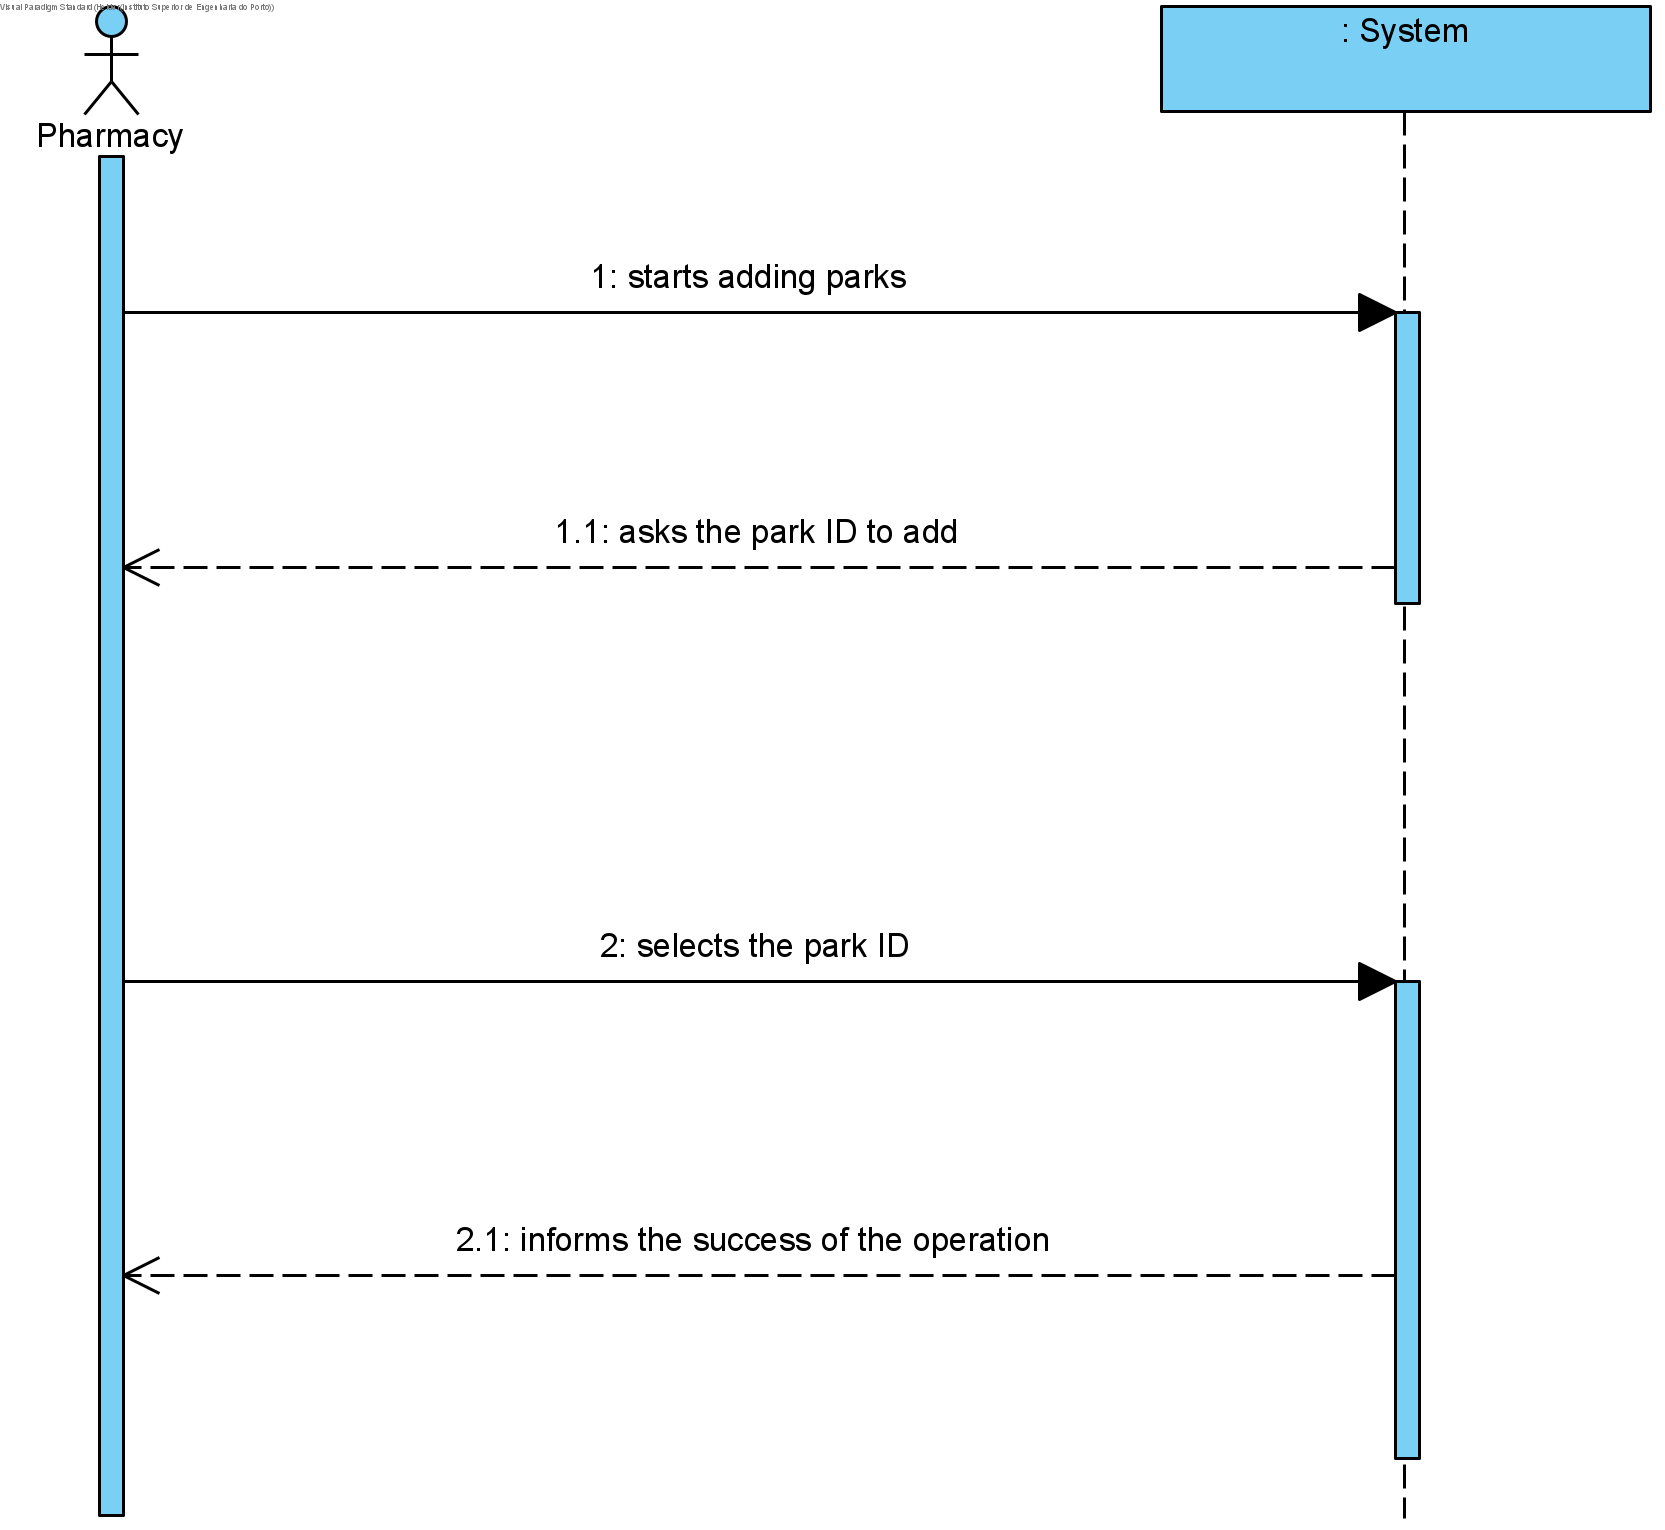 Visual Paradigm Standard (Instituto Superior de Engenharia do Porto))
: System
Pharmacy
1: starts adding parks
1.1: asks the park ID to add
2: selects the park ID
2.1: informs the success of the operation